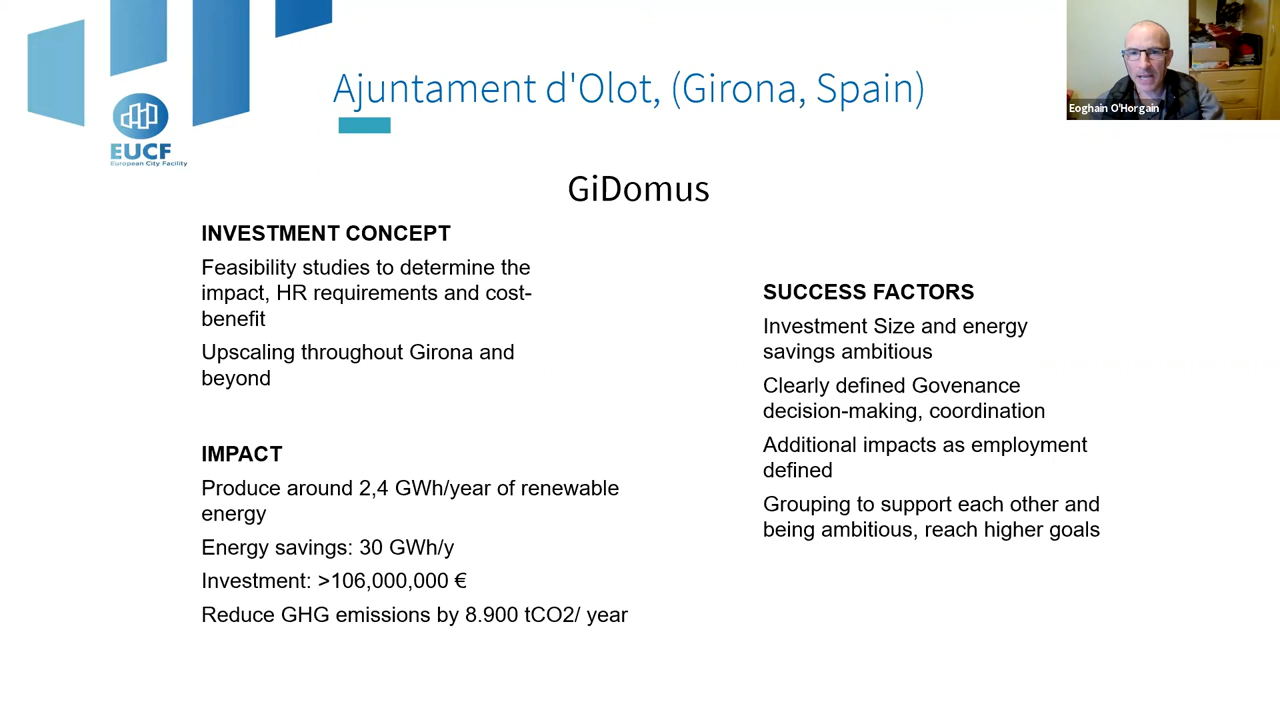 Ajuntament d'Olot, (Girona, Spain)
Eoghain O'Horgain
EUCF
European City Facility
GiDomus
INVESTMENT CONCEPT
Feasibility studies to determine the
impact, HR requirements and cost-
benefit
Upscaling throughout Girona and
beyond
IMPACT
Produce around 2,4 GWh/year of renewable
energy
Energy savings: 30 GWh/y
Investment: >106,000,000 €
Reduce GHG emissions by 8.900 tCO2/ year
SUCCESS FACTORS
Investment Size and energy
savings ambitious
Clearly defined Govenance
decision-making, coordination
Additional impacts as employment
defined
Grouping to support each other and
being ambitious, reach higher goals